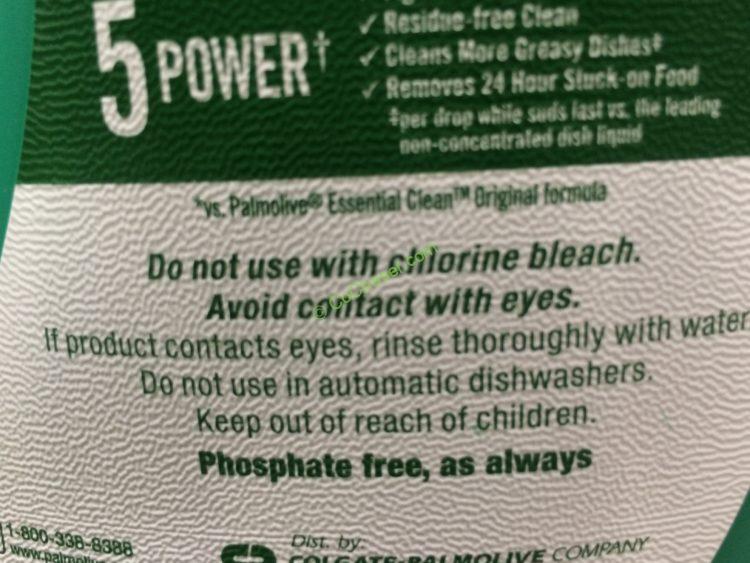 5 POWER†
✓ Residue-free Clean
✓ Cleans More Greasy Dishes‡
✓ Removes 24 Hour Stuck-on Food
‡per drop while suds last vs. the leading
non-concentrated dish liquid
*vs. Palmolive® Essential Clean™ Original formula
Do not use with chlorine bleach.
Avoid contact with eyes.
If product contacts eyes, rinse thoroughly with water
Do not use in automatic dishwashers.
Keep out of reach of children.
Phosphate free, as always
1-800-338-8388
www.palmoliv
Dist. by:
COLGATE-PALMOLIVE COMPANY
© CoCoaner.com